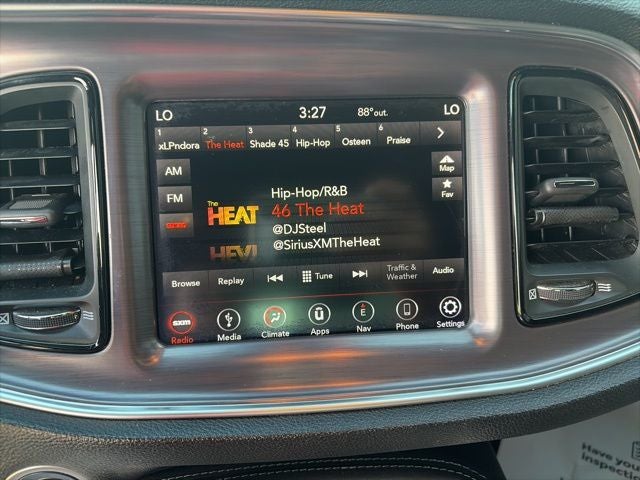 LO 3:27 88°out. LO
1 2 3 4 5 6
xLPndora The Heat Shade 45 Hip-Hop Osteen Praise
AM
Map
FM
Fav
The HEAT
Hip-Hop/R&B
46 The Heat
@DJSteel
@SiriusXMTheHeat
Browse Replay Tune Traffic & Weather Audio
sxm E
Radio Media Climate Apps Nav Phone Settings
Have you